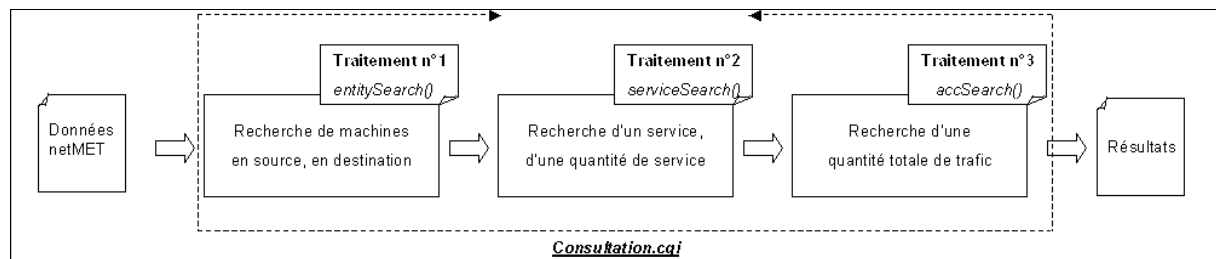 Traitement n°1
entitySearch()
Traitement n°2
serviceSearch()
Traitement n°3
accSearch()
Données
netMET
Recherche de machines
en source, en destination
Recherche d'un service,
d'une quantité de service
Recherche d'une
quantité totale de trafic
Résultats
Consultation.cgi